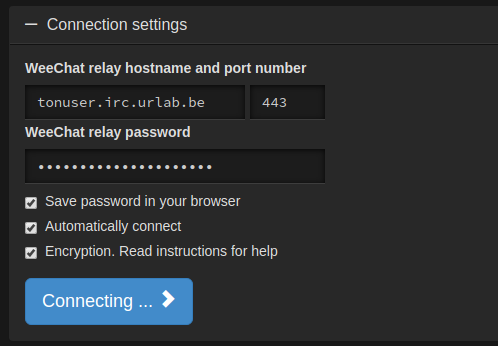 — Connection settings
WeeChat relay hostname and port number
tonuser.irc.urlab.be 443
WeeChat relay password
•••••••••••••••••••••
Save password in your browser
Automatically connect
Encryption. Read instructions for help
Connecting ...